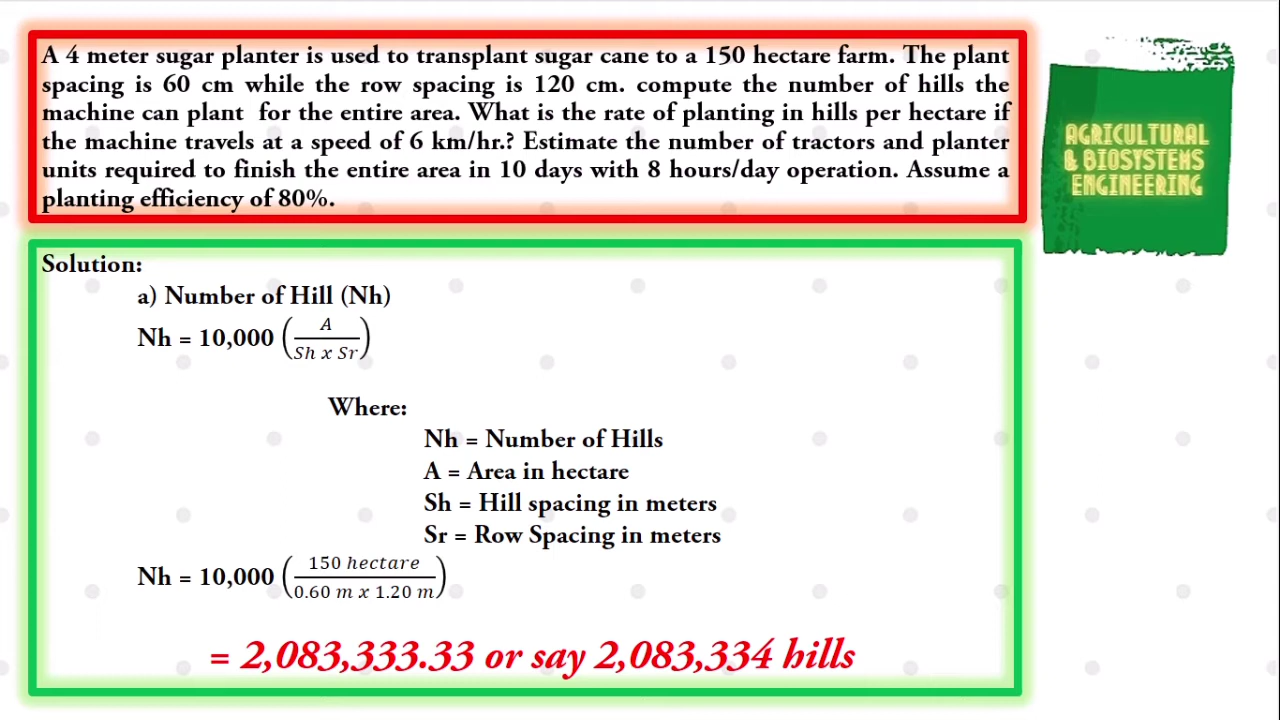 A 4 meter sugar planter is used to transplant sugar cane to a 150 hectare farm. The plant
spacing is 60 cm while the row spacing is 120 cm. compute the number of hills the
machine can plant for the entire area. What is the rate of planting in hills per hectare if
the machine travels at a speed of 6 km/hr.? Estimate the number of tractors and planter
units required to finish the entire area in 10 days with 8 hours/day operation. Assume a
planting efficiency of 80%.
AGRICULTURAL
& BIOSYSTEMS
ENGINEERING
Solution:
a) Number of Hill (Nh)
Nh = 10,000 (A / Sh x Sr)
Where:
Nh = Number of Hills
A = Area in hectare
Sh = Hill spacing in meters
Sr = Row Spacing in meters
Nh = 10,000 (150 hectare / 0.60 m x 1.20 m)
= 2,083,333.33 or say 2,083,334 hills